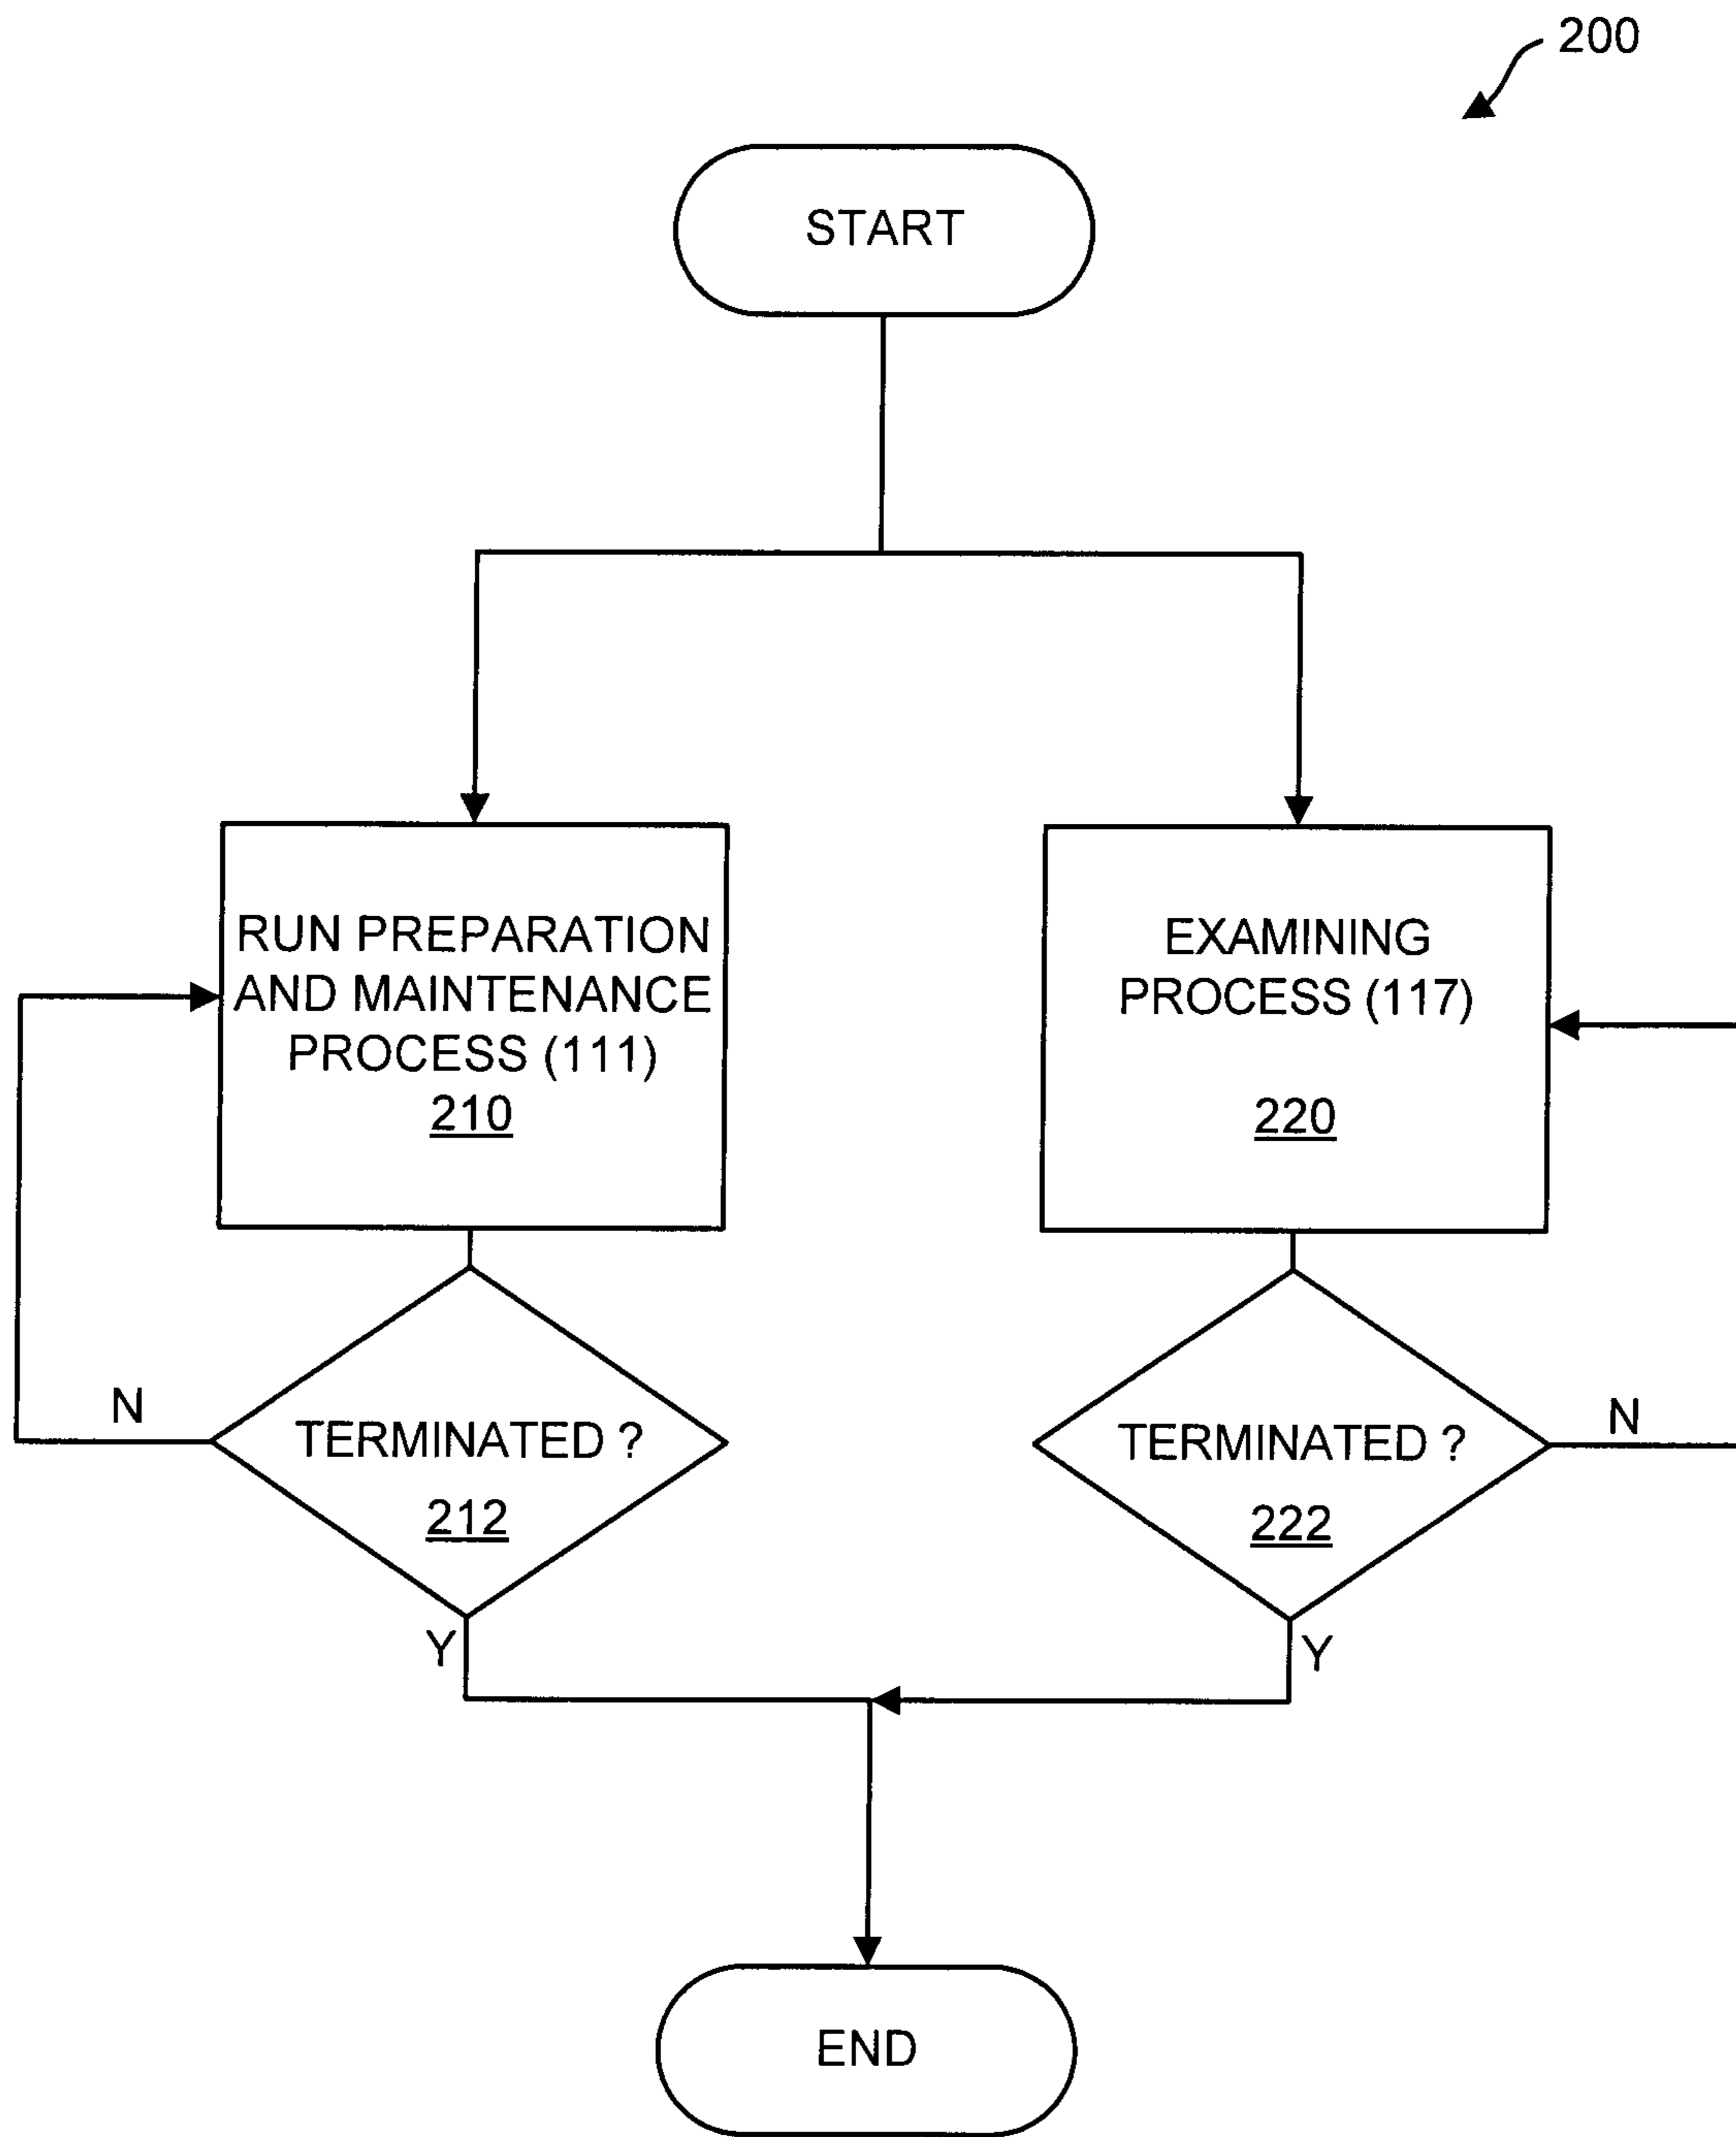 200
START
RUN PREPARATION
AND MAINTENANCE
PROCESS (111)
210
EXAMINING
PROCESS (117)
220
N
TERMINATED ?
212
Y
TERMINATED ?
222
N
Y
END